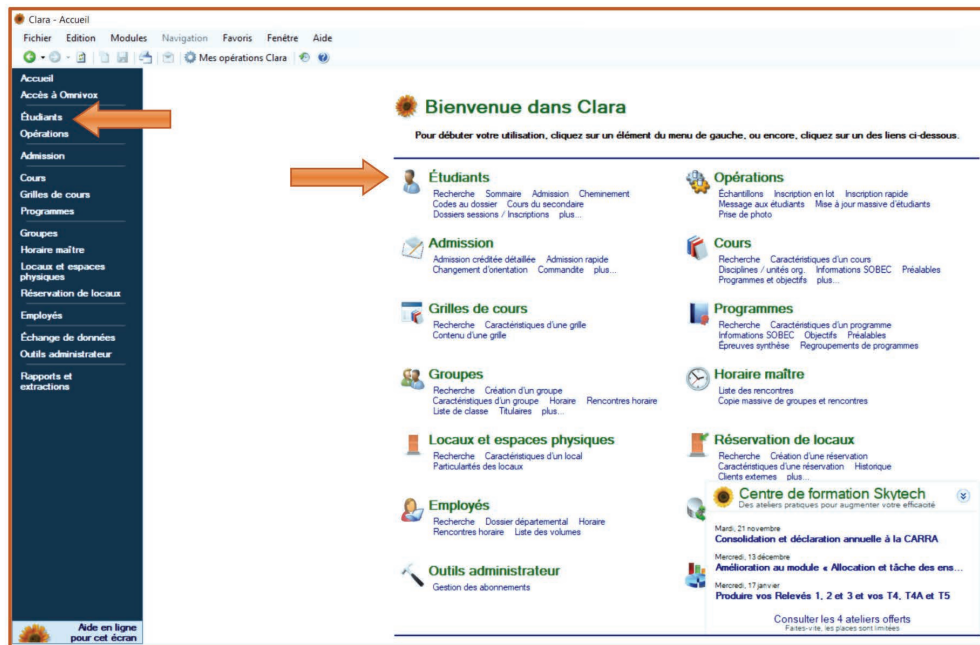 Clara - Accueil
Fichier Edition Modules Navigation Favoris Fenêtre Aide
Mes opérations Clara
Accueil
Accès à Omnivox
Étudiants
Opérations
Admission
Cours
Grilles de cours
Programmes
Groupes
Horaire maître
Locaux et espaces
physiques
Réservation de locaux
Employés
Échange de données
Outils administrateur
Rapports et
extractions
Aide en ligne
pour cet écran
Bienvenue dans Clara
Pour débuter votre utilisation, cliquez sur un élément du menu de gauche, ou encore, cliquez sur un des liens ci-dessous.
Étudiants
Recherche Sommaire Admission Cheminement
Codes au dossier Cours du secondaire
Dossiers sessions / Inscriptions plus...
Opérations
Échantillons Inscription en lot Inscription rapide
Message aux étudiants Mise à jour massive d'étudiants
Prise de photo
Admission
Admission créditée détaillée Admission rapide
Changement d'orientation Commandite plus...
Cours
Recherche Caractéristiques d'un cours
Disciplines / unités org. Informations SOBEC Préalables
Programmes et objectifs plus...
Grilles de cours
Recherche Caractéristiques d'une grille
Contenu d'une grille
Programmes
Recherche Caractéristiques d'un programme
Informations SOBEC Objectifs Préalables
Épreuves synthèse Regroupements de programmes
Groupes
Recherche Création d'un groupe
Caractéristiques d'un groupe Horaire Rencontres horaire
Liste de classe Titulaires plus...
Horaire maître
Liste des rencontres
Copie massive de groupes et rencontres
Locaux et espaces physiques
Recherche Caractéristiques d'un local
Particularités des locaux
Réservation de locaux
Recherche Création d'une réservation
Caractéristiques d'une réservation Historique
Clients externes plus...
Employés
Recherche Dossier départemental Horaire
Rencontres horaire Liste des volumes
Outils administrateur
Gestion des abonnements
Centre de formation Skytech
Des ateliers pratiques pour augmenter votre efficacité
Mardi, 21 novembre
Consolidation et déclaration annuelle à la CARRA
Mercredi, 13 décembre
Amélioration au module « Allocation et tâche des ens...
Mercredi, 17 janvier
Produire vos Relevés 1, 2 et 3 et vos T4, T4A et T5
Consulter les 4 ateliers offerts
Faites-vite, les places sont limitées